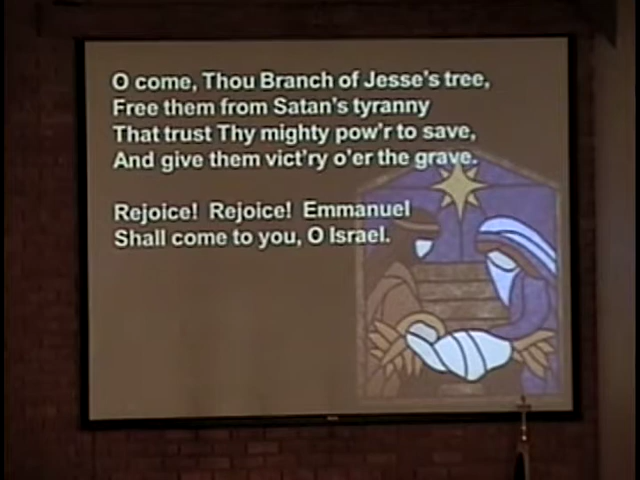 O come, Thou Branch of Jesse's tree,
Free them from Satan's tyranny
That trust Thy mighty pow'r to save,
And give them vict'ry o'er the grave.
Rejoice! Rejoice! Emmanuel
Shall come to you, O Israel.